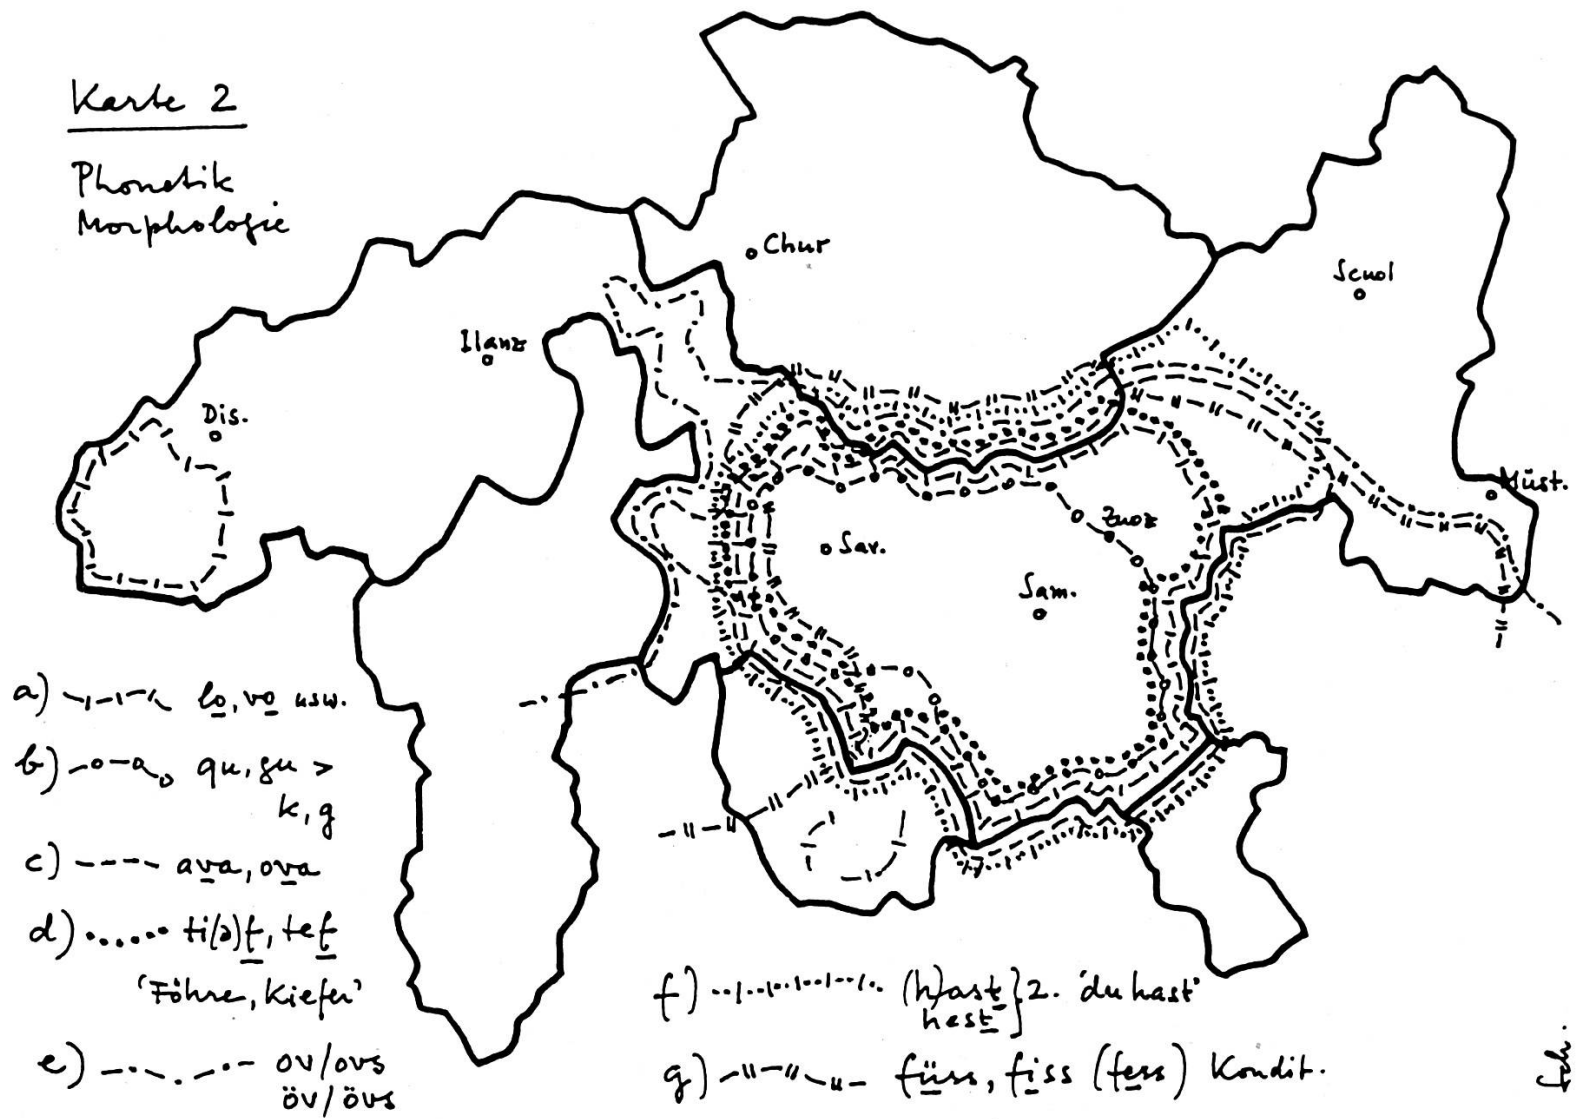 Karte 2
Phonetik
Morphologie
Chur
Scuol
Ilanz
Dis.
Müst.
Zuoz
Sav.
Sam.
a) lo, vo usw.
b) qu, gu >
k, g
c) ava, ova
d) ti(ə)f, tef
'Föhre, Kiefer'
e) ov/ovs
öv/övs
f) (h)ast } 2. 'du hast'
hest
g) füss, fiss (fess) Kondit.